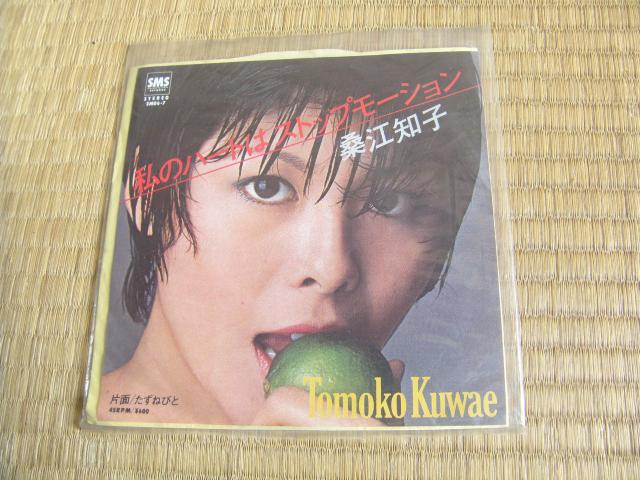 SMS
RECORDS
STEREO
SM06-7
私のハートはストップモーション
桑江知子
片面/たずねびと
45RPM/¥600
Tomoko Kuwae